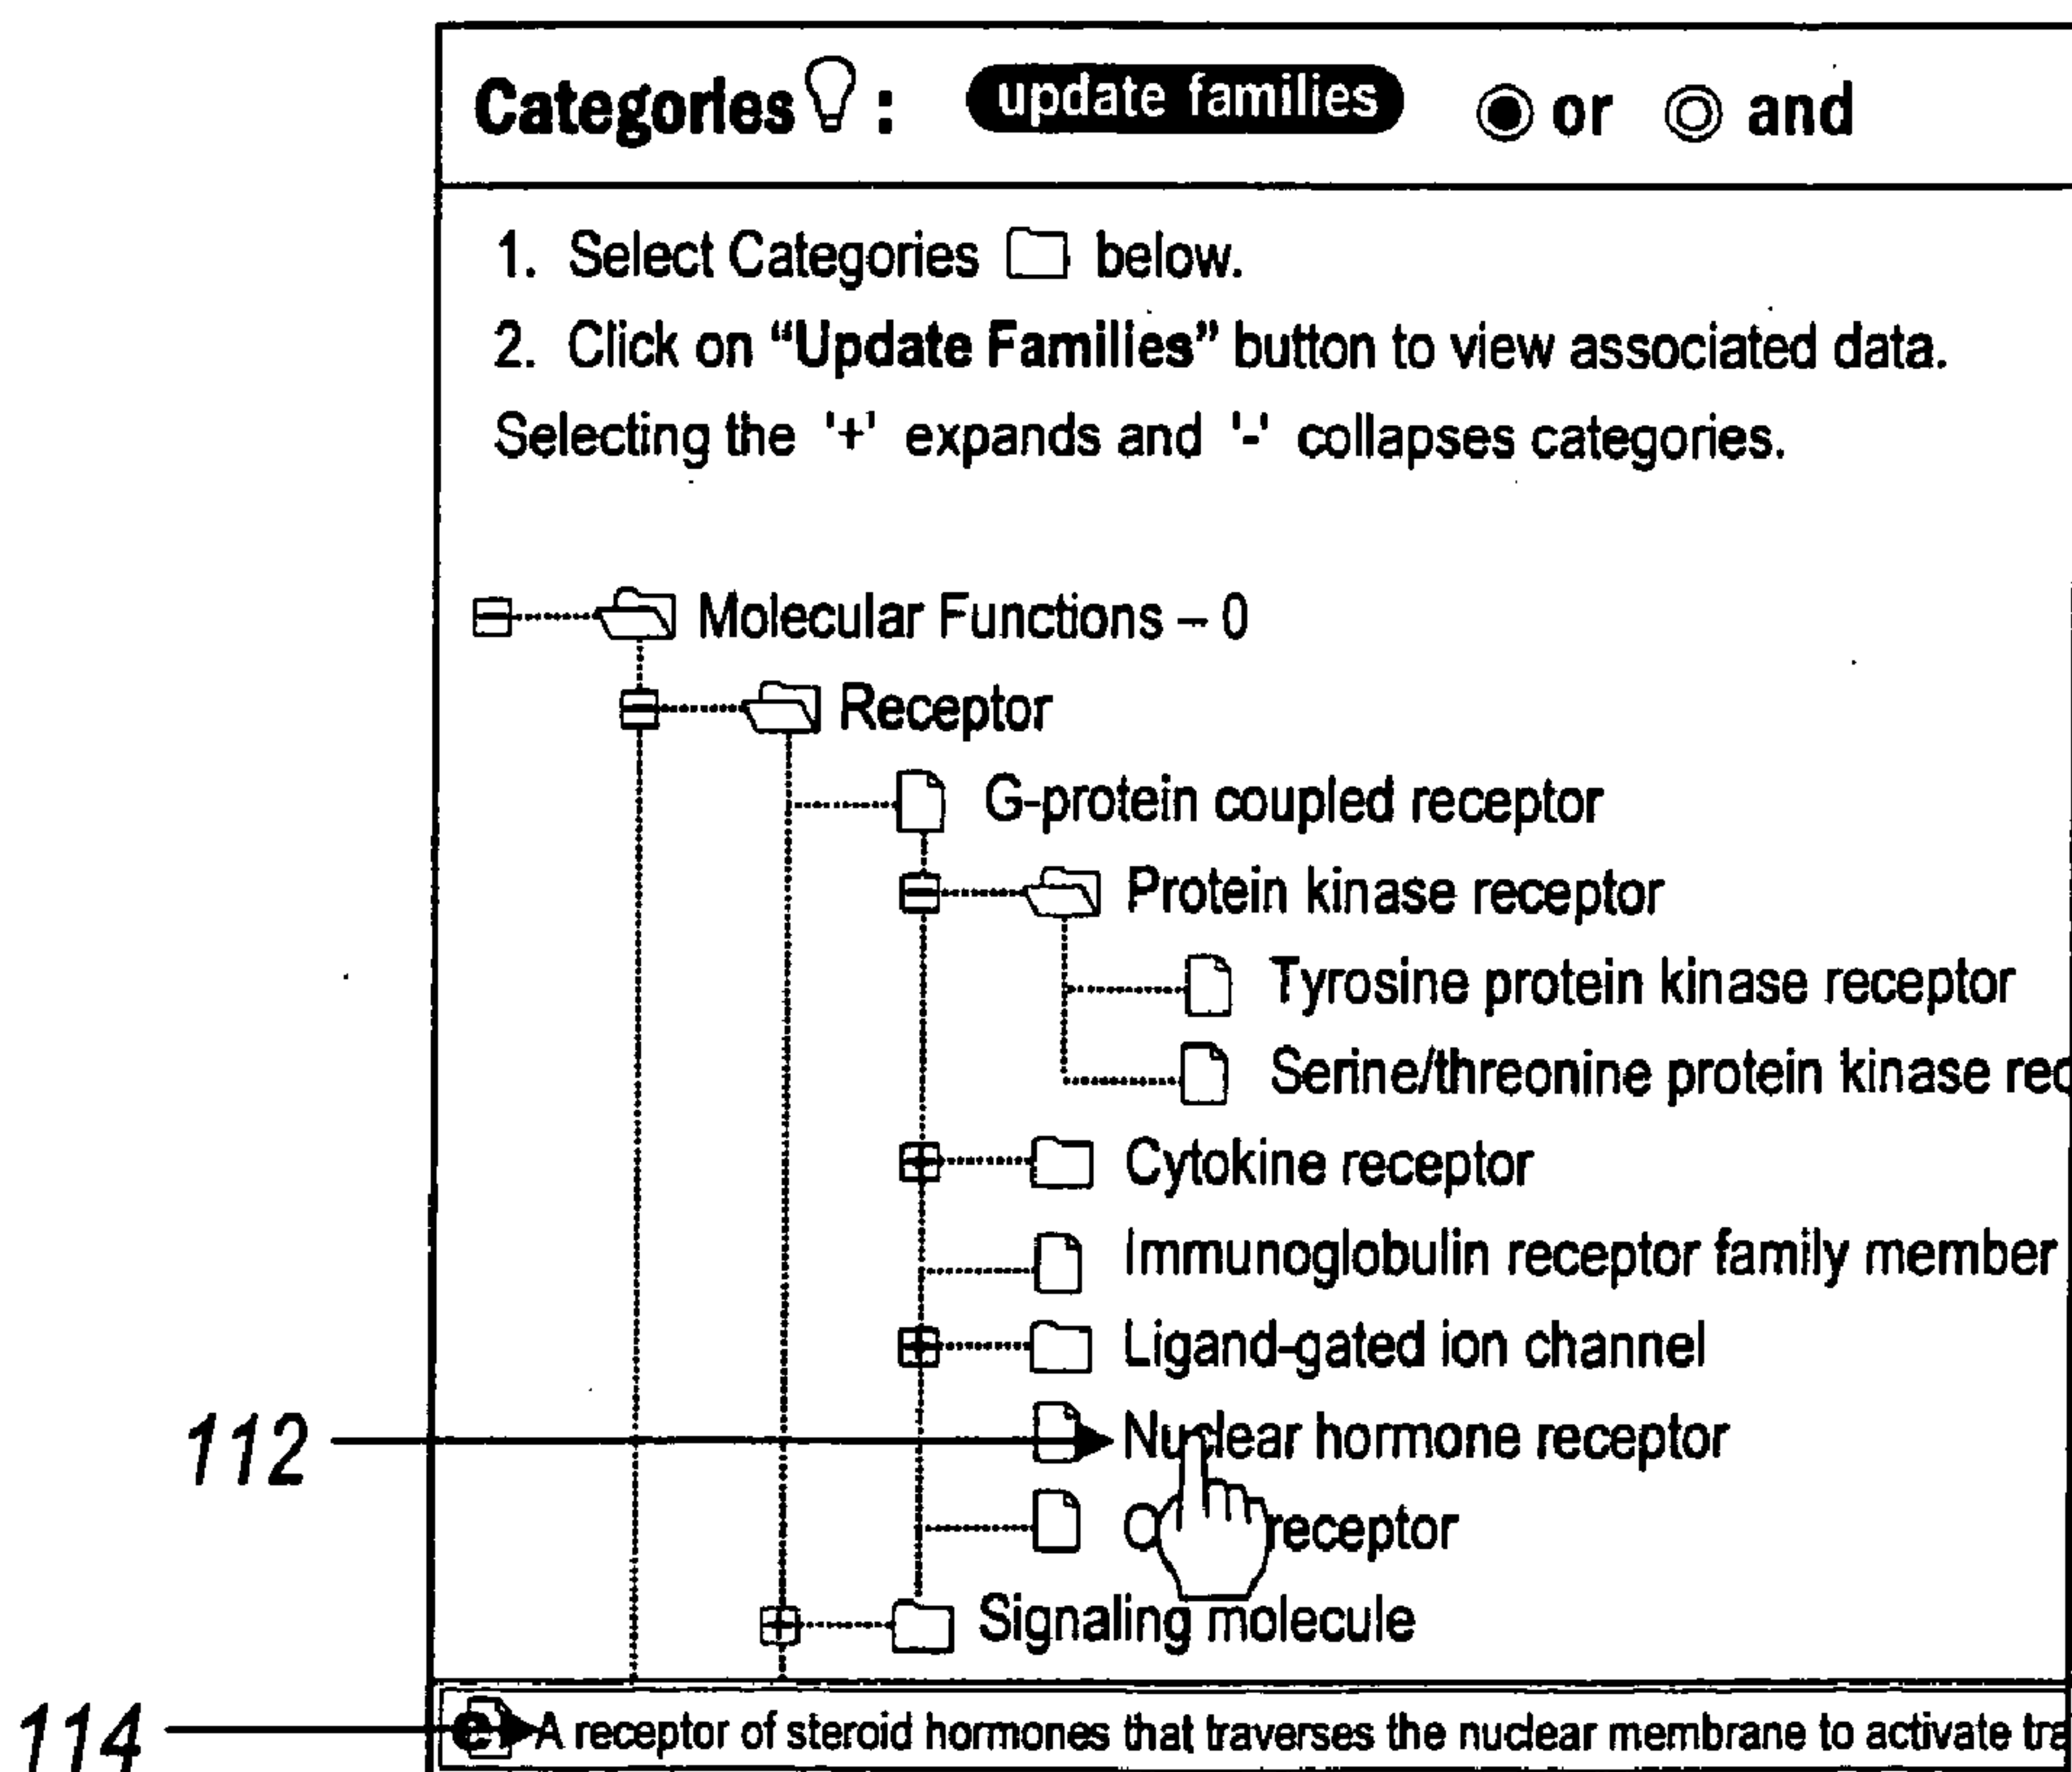 Categories : update families or and
1. Select Categories below.
2. Click on “Update Families” button to view associated data.
Selecting the '+' expands and '-' collapses categories.
Molecular Functions – 0
Receptor
G-protein coupled receptor
Protein kinase receptor
Tyrosine protein kinase receptor
Serine/threonine protein kinase
Cytokine receptor
Immunoglobulin receptor family member
Ligand-gated ion channel
112 Nuclear hormone receptor
receptor
Signaling molecule
114 e A receptor of steroid hormones that traverses the nuclear membrane to activate